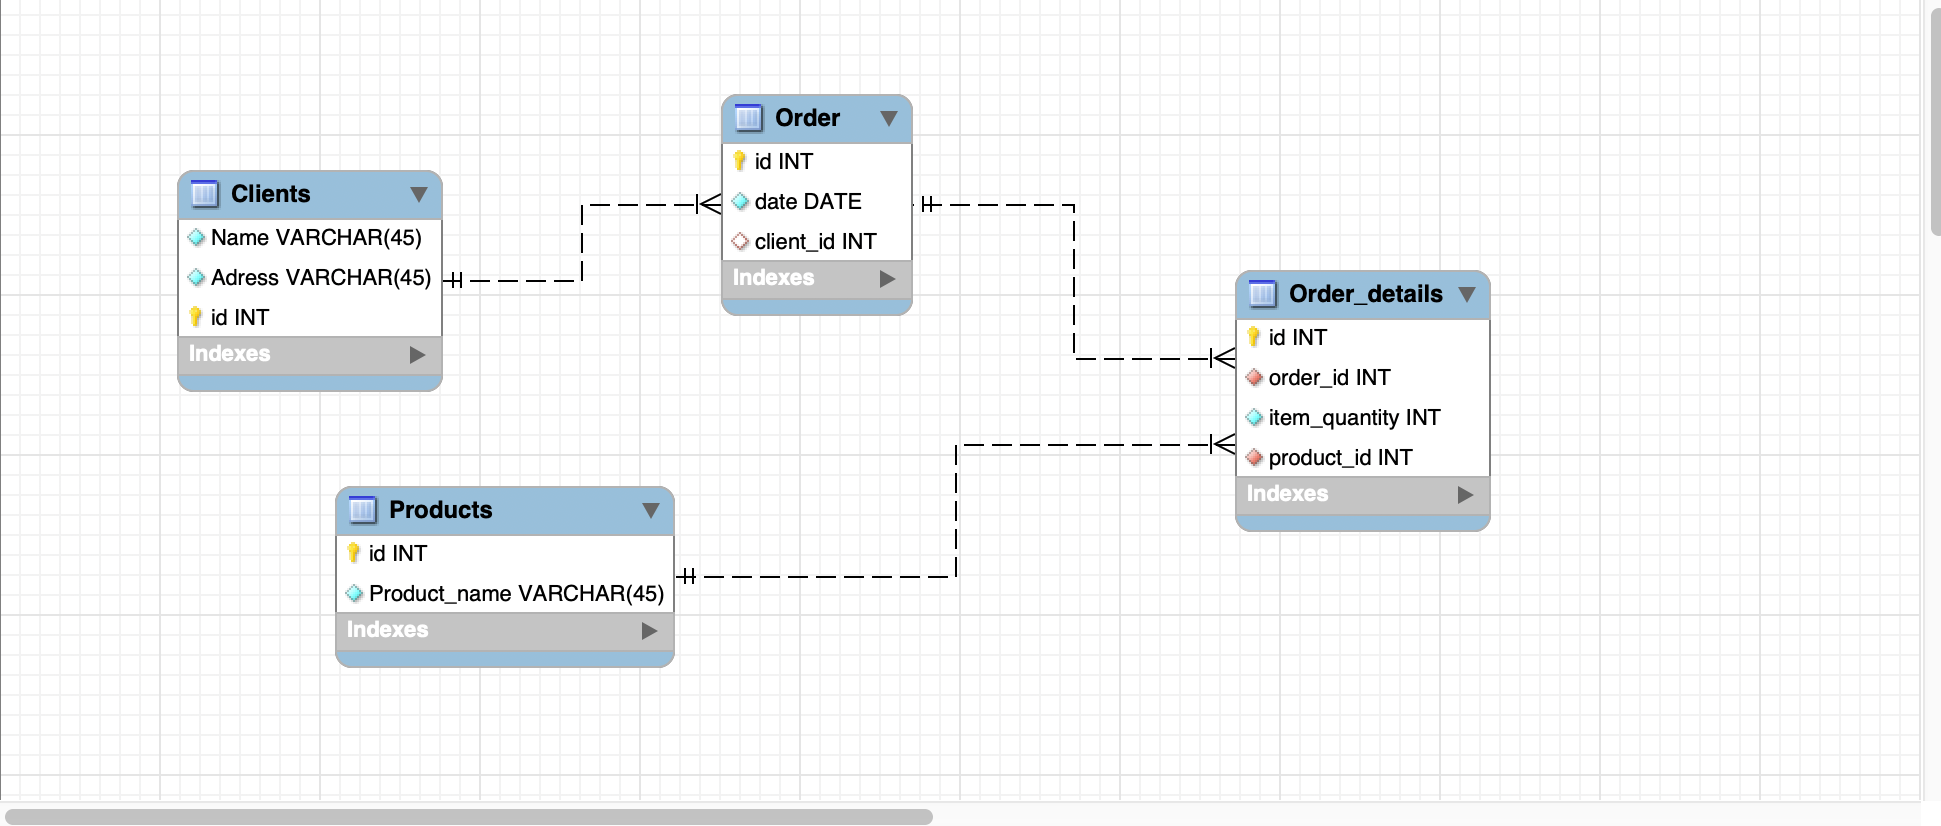 Clients
Name VARCHAR(45)
Adress VARCHAR(45)
id INT
Indexes
Order
id INT
date DATE
client_id INT
Indexes
Order_details
id INT
order_id INT
item_quantity INT
product_id INT
Indexes
Products
id INT
Product_name VARCHAR(45)
Indexes